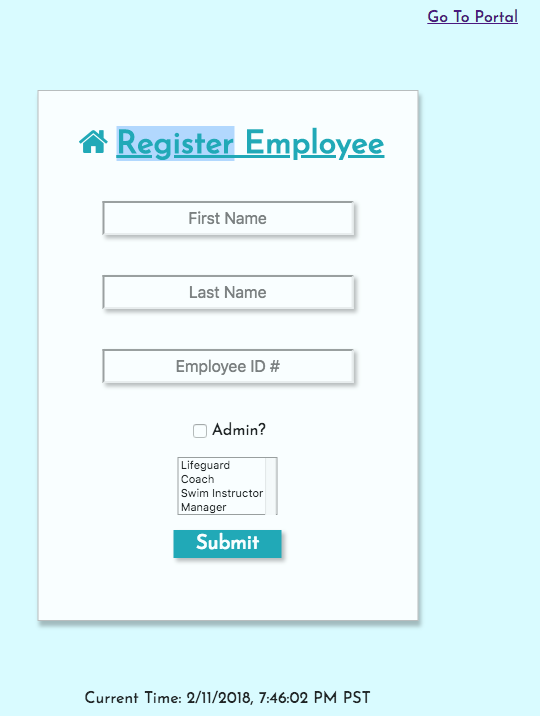 Go To Portal
Register Employee
First Name
Last Name
Employee ID #
Admin?
Lifeguard
Coach
Swim Instructor
Manager
Submit
Current Time: 2/11/2018, 7:46:02 PM PST